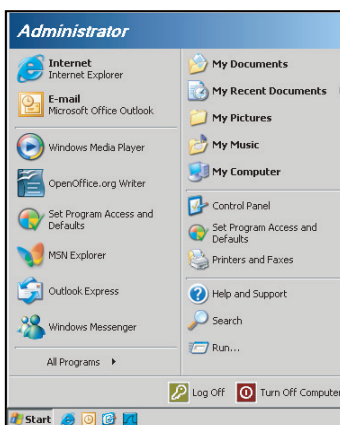 Administrator
Internet
Internet Explorer
E-mail
Microsoft Office Outlook
Windows Media Player
OpenOffice.org Writer
Set Program Access and
Defaults
MSN Explorer
Outlook Express
Windows Messenger
All Programs
My Documents
My Recent Documents
My Pictures
My Music
My Computer
Control Panel
Set Program Access and
Defaults
Printers and Faxes
Help and Support
Search
Run...
Log Off
Turn Off Computer
Start